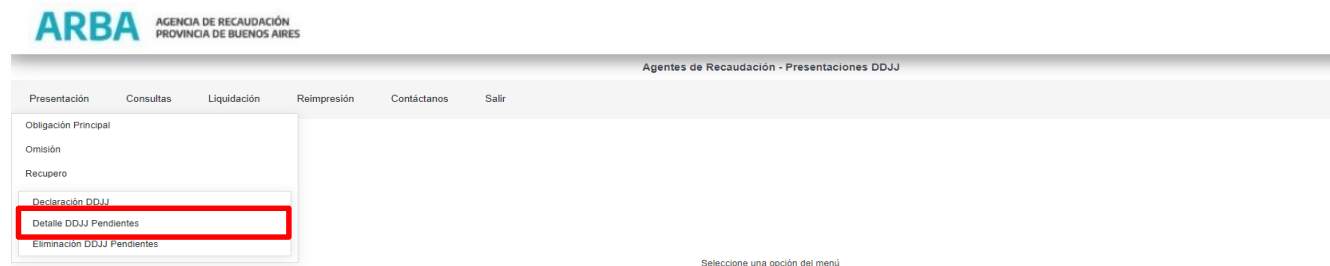 ARBA AGENCIA DE RECAUDACIÓN
PROVINCIA DE BUENOS AIRES
Agentes de Recaudación - Presentaciones DDJJ
Presentación Consultas Liquidación Reimpresión Contáctanos Salir
Obligación Principal
Omisión
Recupero
Declaración DDJJ
Detalle DDJJ Pendientes
Eliminación DDJJ Pendientes
Seleccione una opción del menú